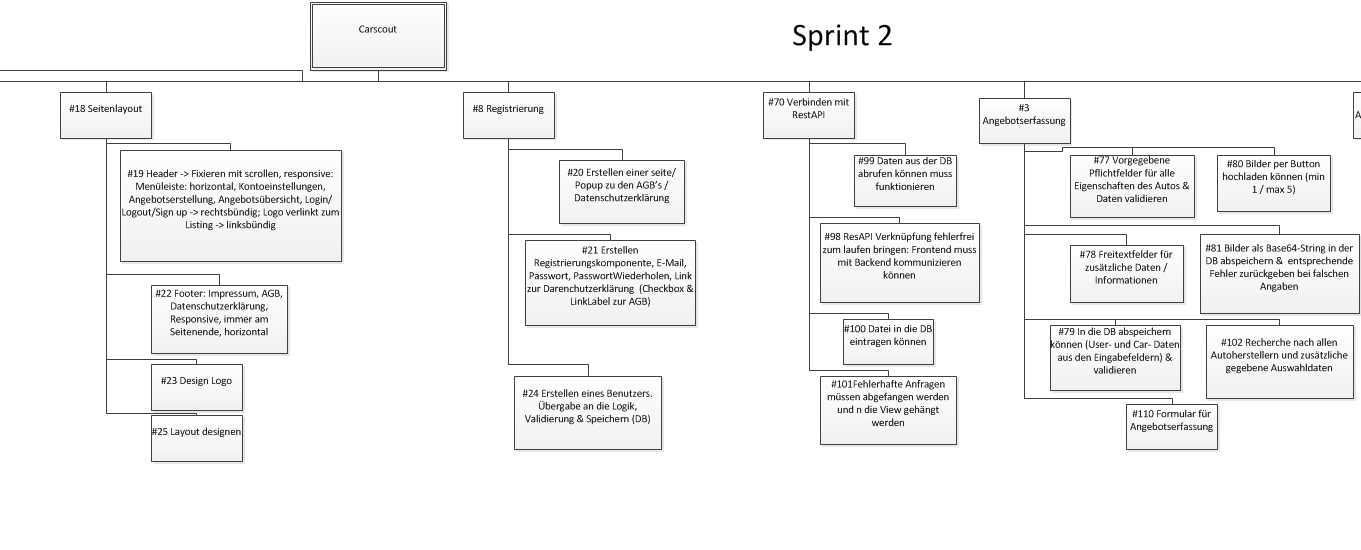 Carscout
Sprint 2
#18 Seitenlayout
#19 Header -> Fixieren mit scrollen, responsive:
Menüleiste: horizontal, Kontoeinstellungen,
Angebotserstellung, Angebotsübersicht, Login/
Logout/Sign up -> rechtsbündig; Logo verlinkt zum
Listing -> linksbündig
#22 Footer: Impressum, AGB,
Datenschutzerklärung,
Responsive, immer am
Seitenende, horizontal
#23 Design Logo
#25 Layout designen
#8 Registrierung
#20 Erstellen einer seite/
Popup zu den AGB's /
Datenschutzerklärung
#21 Erstellen
Registrierungskomponente, E-Mail,
Passwort, PasswortWiederholen, Link
zur Darenchutzerklärung (Checkbox &
LinkLabel zur AGB)
#24 Erstellen eines Benutzers.
Übergabe an die Logik,
Validierung & Speichern (DB)
#70 Verbinden mit
RestAPI
#99 Daten aus der DB
abrufen können muss
funktionieren
#98 ResAPI Verknüpfung fehlerfrei
zum laufen bringen: Frontend muss
mit Backend kommunizieren
können
#100 Datei in die DB
eintragen können
#101Fehlerhafte Anfragen
müssen abgefangen werden
und n die View gehängt
werden
#3
Angebotserfassung
#77 Vorgegebene
Pflichtfelder für alle
Eigenschaften des Autos &
Daten validieren
#80 Bilder per Button
hochladen können (min
1 / max 5)
#78 Freitextfelder für
zusätzliche Daten /
Informationen
#81 Bilder als Base64-String in der
DB abspeichern & entsprechende
Fehler zurückgeben bei falschen
Angaben
#79 In die DB abspeichern
können (User- und Car- Daten
aus den Eingabefeldern) &
validieren
#102 Recherche nach allen
Autoherstellern und zusätzliche
gegebene Auswahldaten
#110 Formular für
Angebotserfassung
A